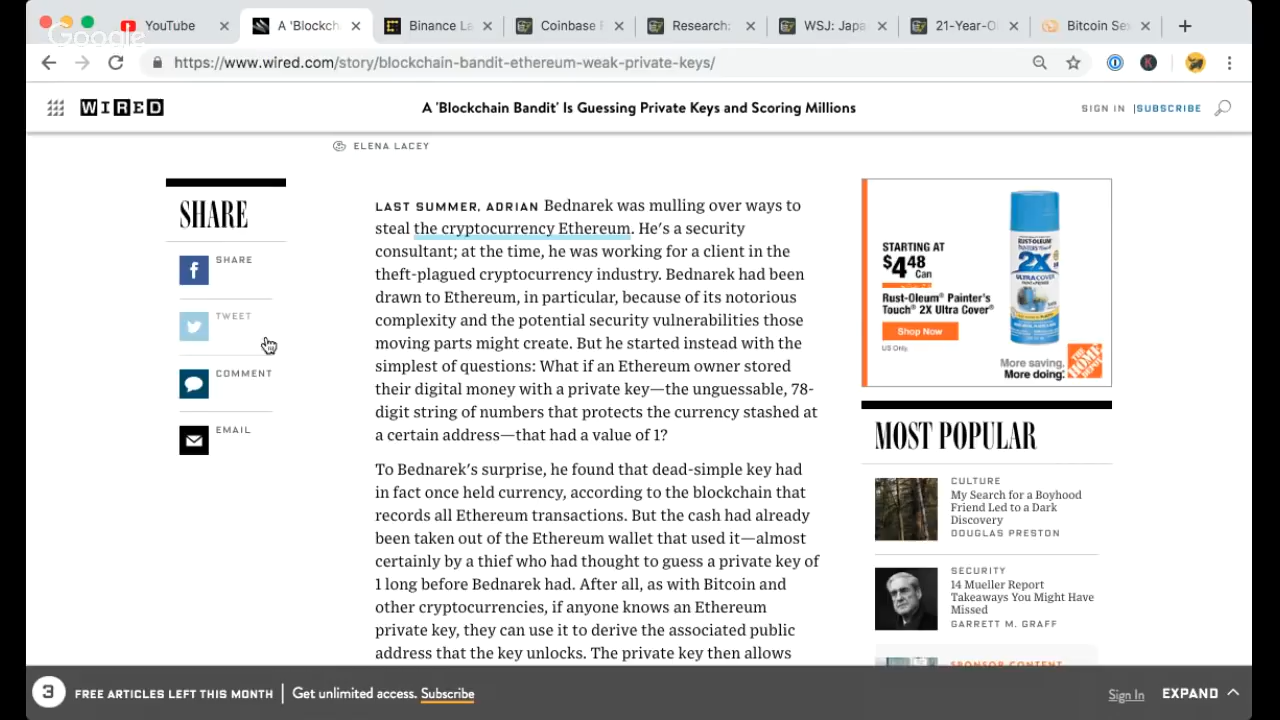 Google
YouTube
A 'Blockch
Binance La
Coinbase
Research:
WSJ: Japa
21-Year-O
Bitcoin Se
https://www.wired.com/story/blockchain-bandit-ethereum-weak-private-keys/
WIRED
A 'Blockchain Bandit' Is Guessing Private Keys and Scoring Millions
SIGN IN |SUBSCRIBE
ELENA LACEY
SHARE
SHARE
TWEET
COMMENT
EMAIL
LAST SUMMER, ADRIAN Bednarek was mulling over ways to
steal the cryptocurrency Ethereum. He's a security
consultant; at the time, he was working for a client in the
theft-plagued cryptocurrency industry. Bednarek had been
drawn to Ethereum, in particular, because of its notorious
complexity and the potential security vulnerabilities those
moving parts might create. But he started instead with the
simplest of questions: What if an Ethereum owner stored
their digital money with a private key—the unguessable, 78-
digit string of numbers that protects the currency stashed at
a certain address—that had a value of 1?
To Bednarek's surprise, he found that dead-simple key had
in fact once held currency, according to the blockchain that
records all Ethereum transactions. But the cash had already
been taken out of the Ethereum wallet that used it—almost
certainly by a thief who had thought to guess a private key of
1 long before Bednarek had. After all, as with Bitcoin and
other cryptocurrencies, if anyone knows an Ethereum
private key, they can use it to derive the associated public
address that the key unlocks. The private key then allows
STARTING AT
$4.48
Can
Rust-Oleum® Painter's
Touch® 2X Ultra Cover®
Shop Now
US Only
RUST-OLEUM
2X
ULTRA COVER
More saving.
More doing.
THE HOME DEPOT
MOST POPULAR
CULTURE
My Search for a Boyhood
Friend Led to a Dark
Discovery
DOUGLAS PRESTON
SECURITY
14 Mueller Report
Takeaways You Might Have
Missed
GARRETT M. GRAFF
SPONSOR CONTENT
3 FREE ARTICLES LEFT THIS MONTH | Get unlimited access. Subscribe
Sign In
EXPAND